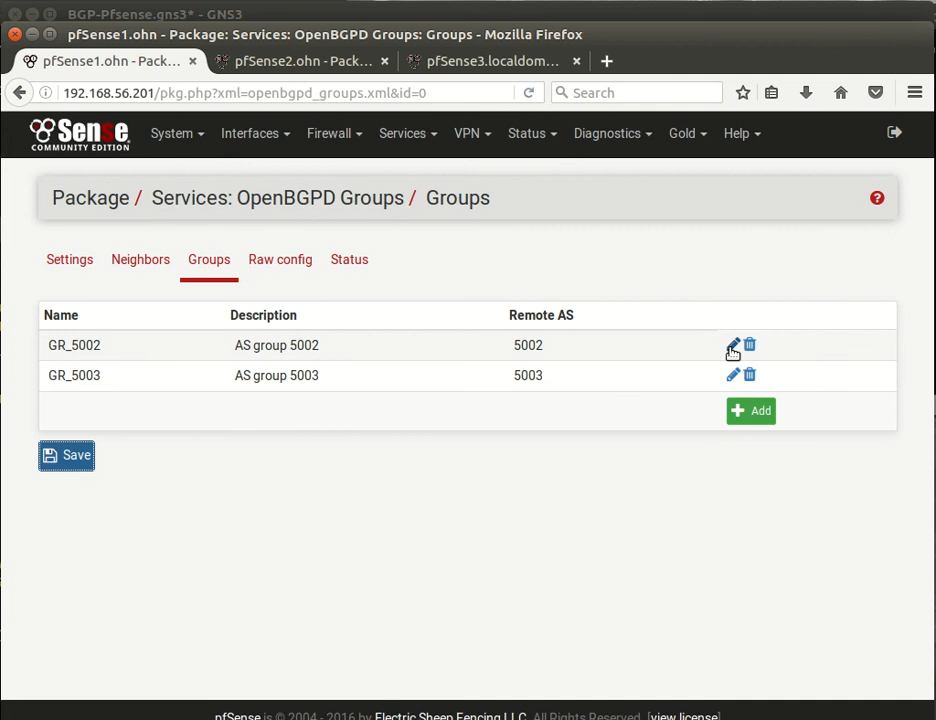 BGP-Pfsense.gns3* - GNS3
pfSense1.ohn - Package: Services: OpenBGPD Groups: Groups - Mozilla Firefox
pfSense1.ohn - Pack... × pfSense2.ohn - Pack... × pfSense3.localdom... ×
192.168.56.201/pkg.php?xml=openbgpd_groups.xml&id=0 Search
Sense System Interfaces Firewall Services VPN Status Diagnostics Gold Help
COMMUNITY EDITION
Package / Services: OpenBGPD Groups / Groups ?
Settings Neighbors Groups Raw config Status
Name Description Remote AS
GR_5002 AS group 5002 5002
GR_5003 AS group 5003 5003
Add
Save
pfSense is © 2004 - 2016 by Electric Sheep Fencing LLC. All Rights Reserved. [view license]